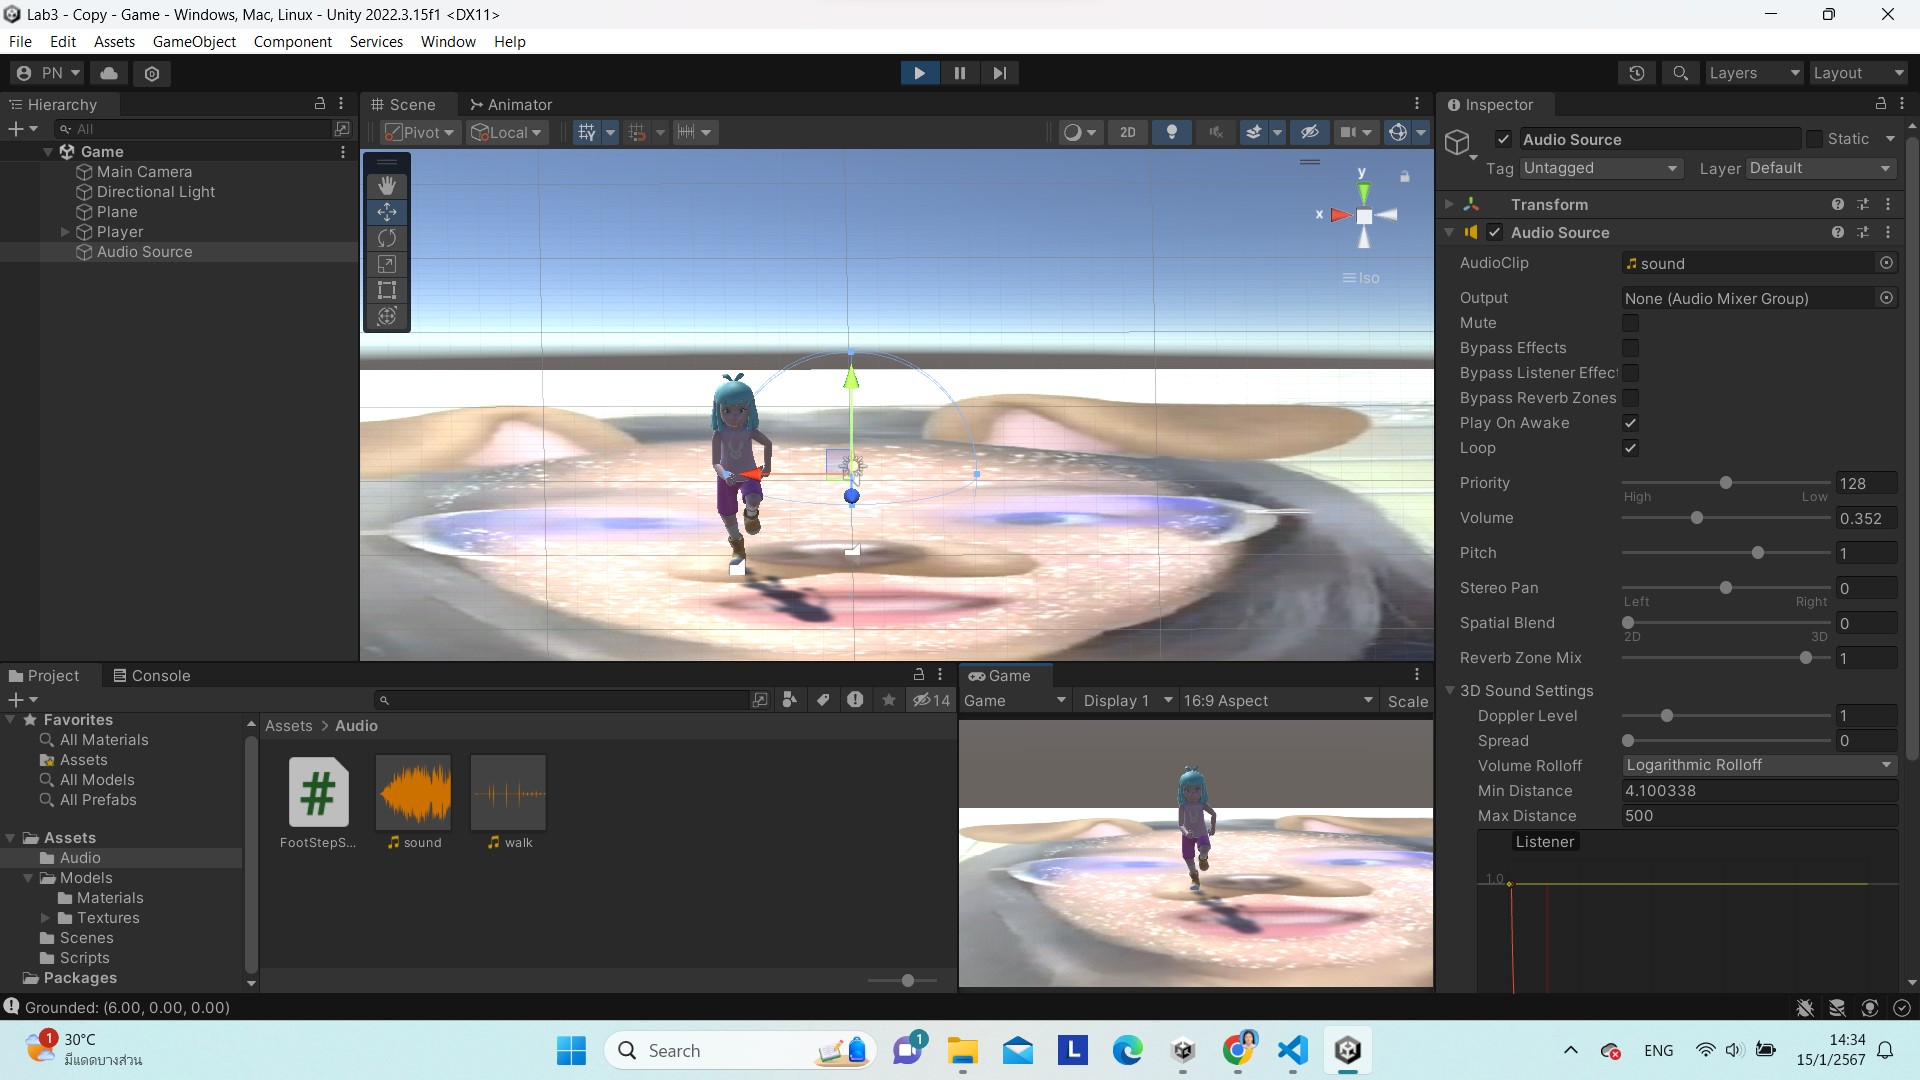 Lab3 - Copy - Game - Windows, Mac, Linux - Unity 2022.3.15f1 <DX11>
File Edit Assets GameObject Component Services Window Help
PN Layers Layout
Hierarchy
All
Game
Main Camera
Directional Light
Plane
Player
Audio Source
Scene Animator
Pivot Local 2D
y
x
Iso
Inspector
Audio Source Static
Tag Untagged Layer Default
Transform
Audio Source
AudioClip sound
Output None (Audio Mixer Group)
Mute
Bypass Effects
Bypass Listener Effec
Bypass Reverb Zones
Play On Awake
Loop
Priority 128
High Low
Volume 0.352
Pitch 1
Stereo Pan 0
Left Right
Spatial Blend 0
2D 3D
Reverb Zone Mix 1
3D Sound Settings
Doppler Level 1
Spread 0
Volume Rolloff Logarithmic Rolloff
Min Distance 4.100338
Max Distance 500
Listener
1.0
Project Console
14
Favorites
All Materials
Assets
All Models
All Prefabs
Assets
Audio
Models
Materials
Textures
Scenes
Scripts
Packages
Assets > Audio
#
FootStepS... sound walk
Game
Game Display 1 16:9 Aspect Scale
Grounded: (6.00, 0.00, 0.00)
1
30°C
มีแดดบางส่วน
Search
1
L
ENG
14:34
15/1/2567